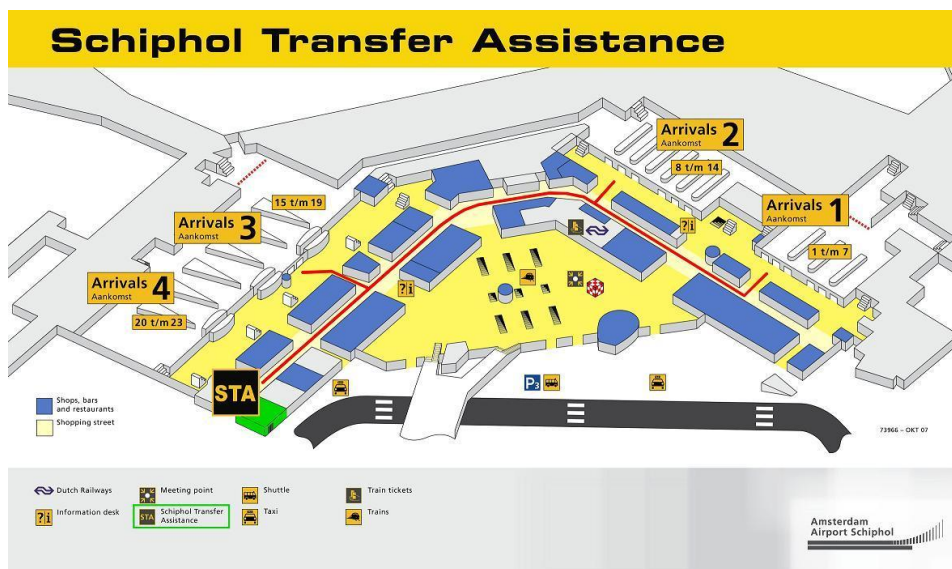 Schiphol Transfer Assistance
Arrivals 2
Aankomst
8 t/m 14
Arrivals 1
Aankomst
1 t/m 7
15 t/m 19
Arrivals 3
Aankomst
Arrivals 4
Aankomst
20 t/m 23
?i
?i
STA
P3
Shops, bars
and restaurants
Shopping street
73966 – OKT 07
Dutch Railways
Meeting point
Shuttle
Train tickets
?i Information desk
STA Schiphol Transfer
Assistance
Taxi
Trains
Amsterdam
Airport Schiphol